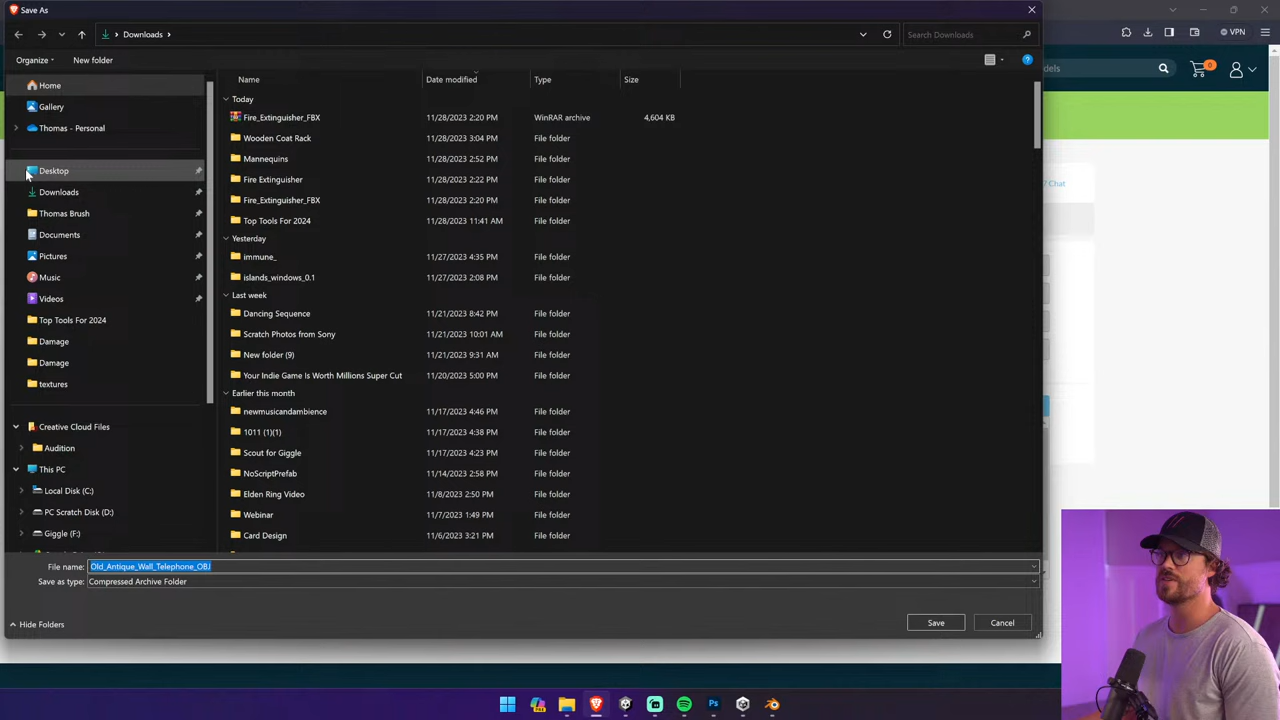 Save As
Downloads
Search Downloads
VPN
Organize
New folder
dels
0
Home
Gallery
Thomas - Personal
Desktop
Downloads
Thomas Brush
Documents
Pictures
Music
Videos
Top Tools For 2024
Damage
Damage
textures
Creative Cloud Files
Audition
This PC
Local Disk (C:)
PC Scratch Disk (D:)
Giggle (F:)
Name Date modified Type Size
Today
Fire_Extinguisher_FBX 11/28/2023 2:20 PM WinRAR archive 4,604 KB
Wooden Coat Rack 11/28/2023 3:04 PM File folder
Mannequins 11/28/2023 2:52 PM File folder
Fire Extinguisher 11/28/2023 2:22 PM File folder
Fire_Extinguisher_FBX 11/28/2023 2:20 PM File folder
Top Tools For 2024 11/28/2023 11:41 AM File folder
Yesterday
immune_ 11/27/2023 4:35 PM File folder
islands_windows_0.1 11/27/2023 2:08 PM File folder
Last week
Dancing Sequence 11/21/2023 8:42 PM File folder
Scratch Photos from Sony 11/21/2023 10:01 AM File folder
New folder (9) 11/21/2023 9:31 AM File folder
Your Indie Game Is Worth Millions Super Cut 11/20/2023 5:00 PM File folder
Earlier this month
newmusicandambience 11/17/2023 4:46 PM File folder
1011 (1)(1) 11/17/2023 4:38 PM File folder
Scout for Giggle 11/17/2023 4:23 PM File folder
NoScriptPrefab 11/14/2023 2:58 PM File folder
Elden Ring Video 11/8/2023 2:50 PM File folder
Webinar 11/7/2023 1:49 PM File folder
Card Design 11/6/2023 3:21 PM File folder
7 Chat
File name: Old_Antique_Wall_Telephone_OBJ
Save as type: Compressed Archive Folder
Hide Folders
Save
Cancel
Ps